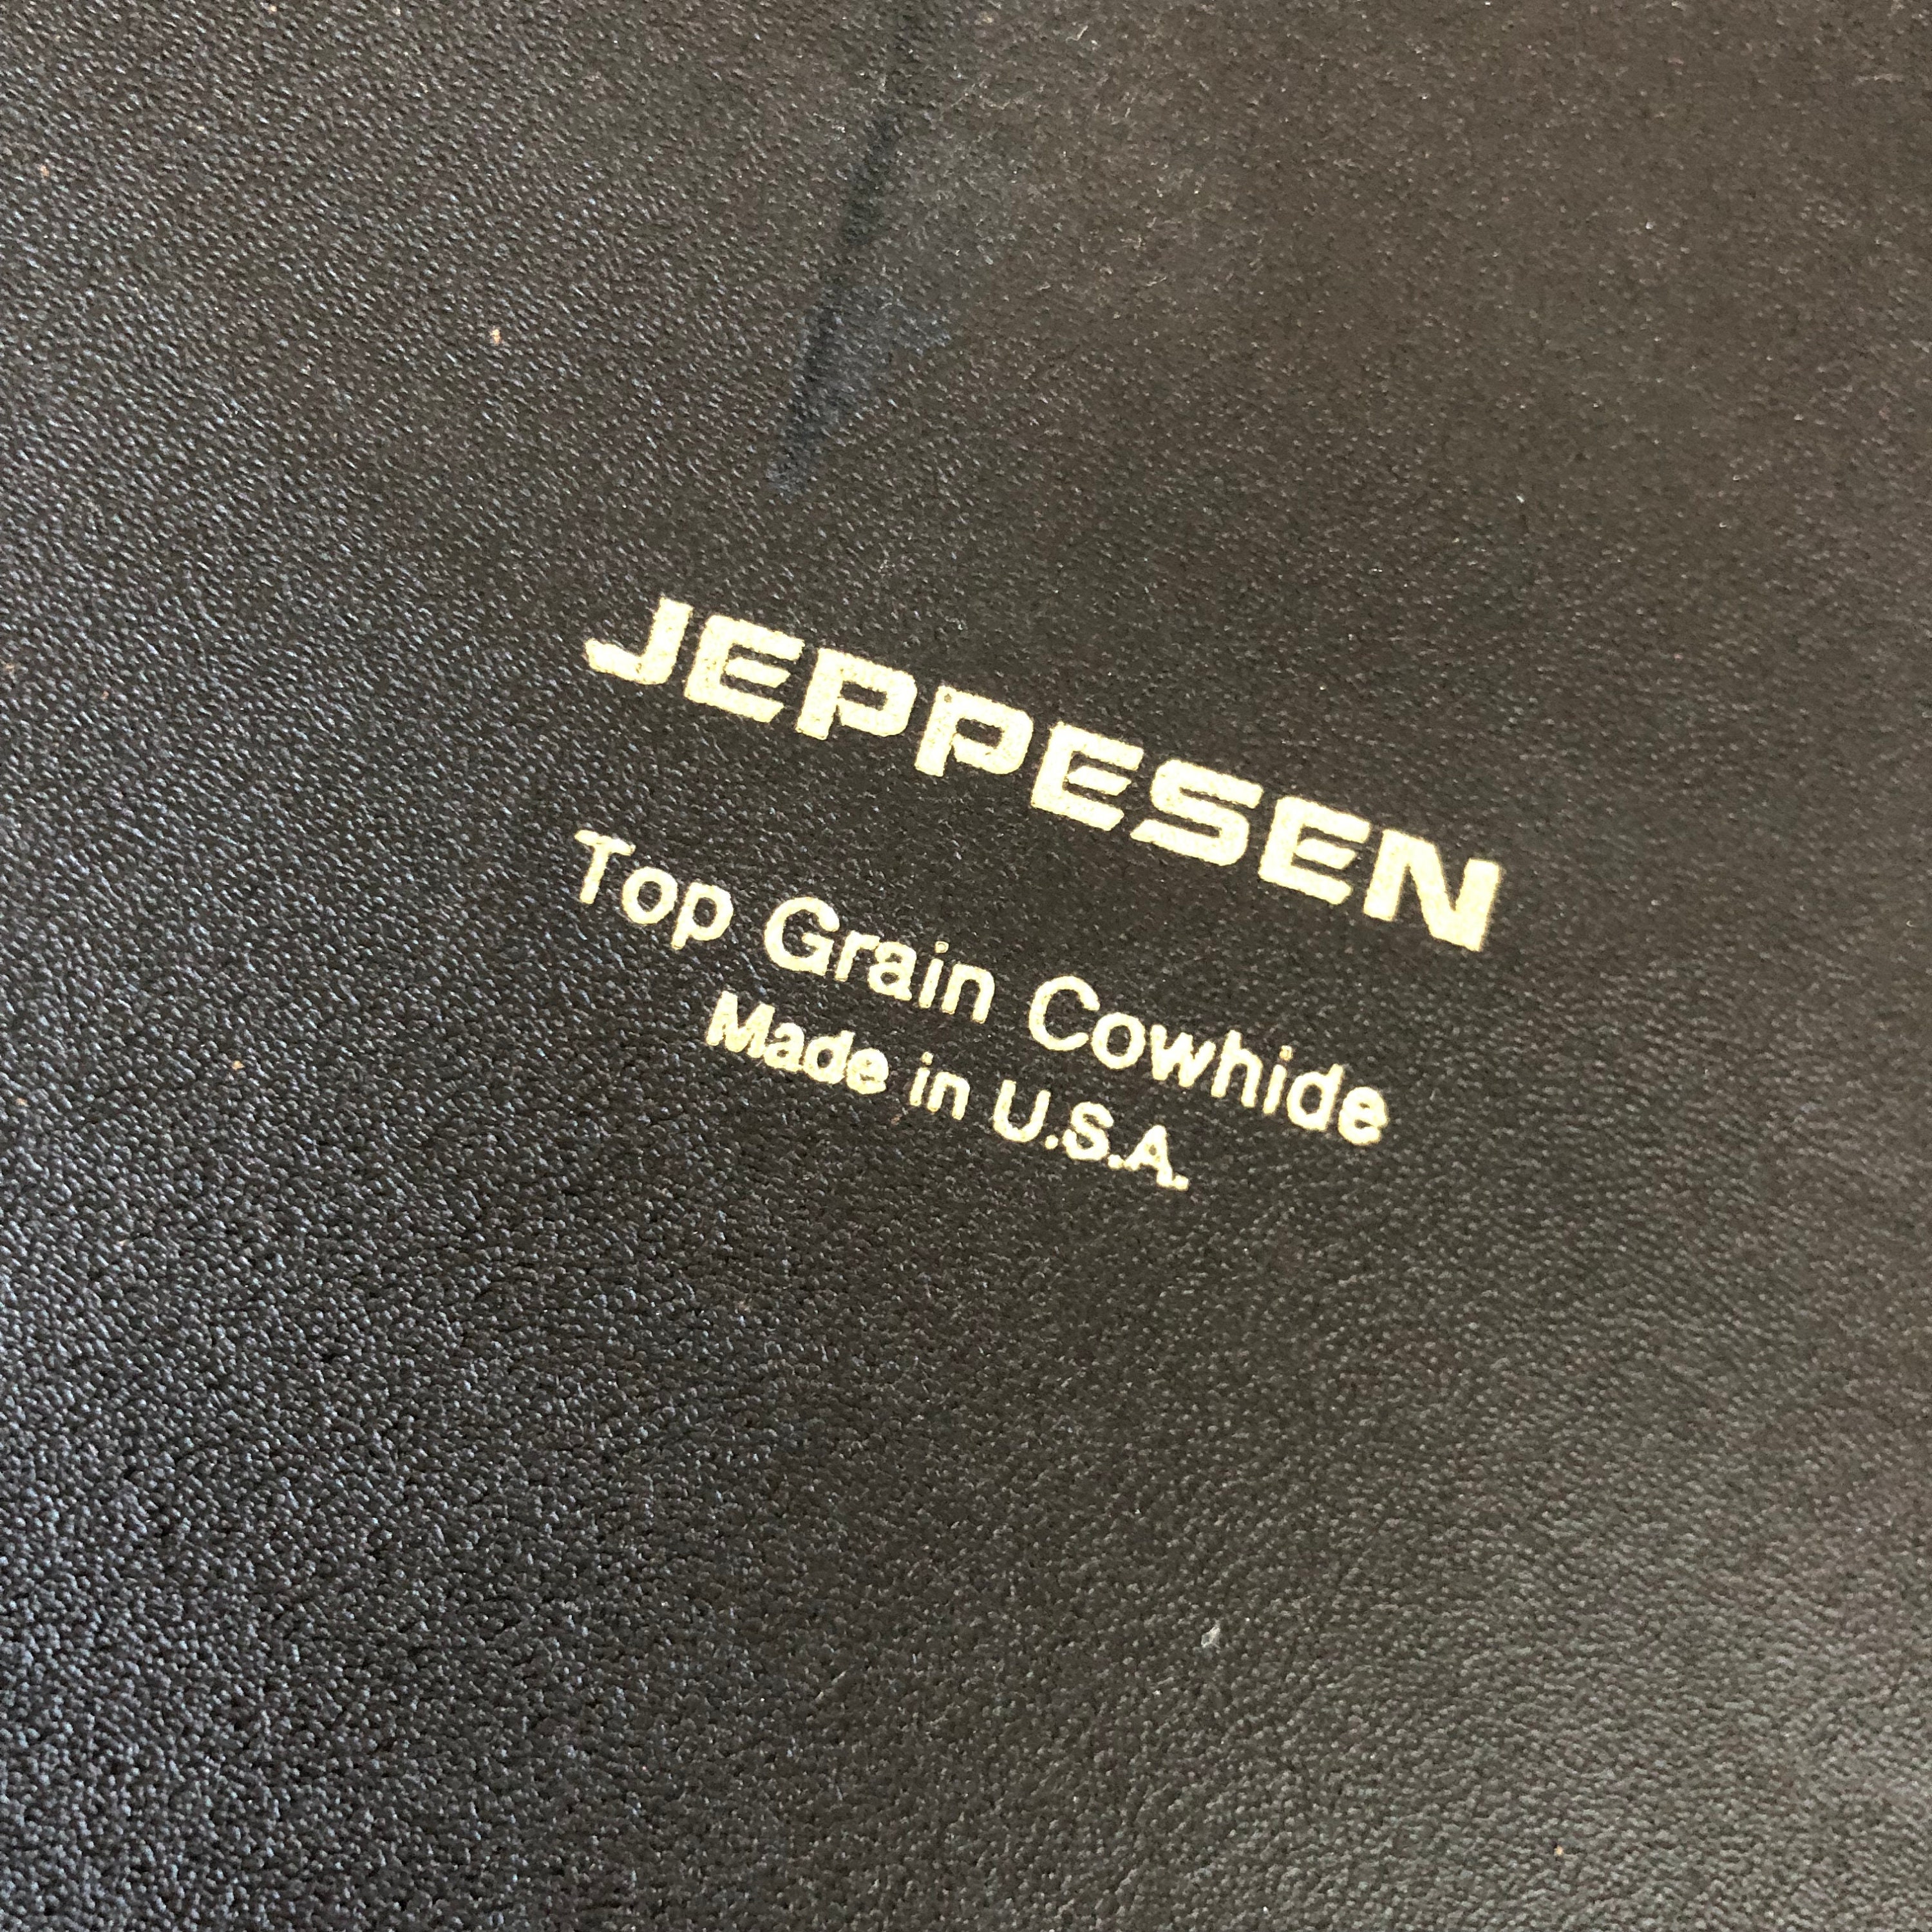 JEPPESEN
Top Grain Cowhide
Made in U.S.A.